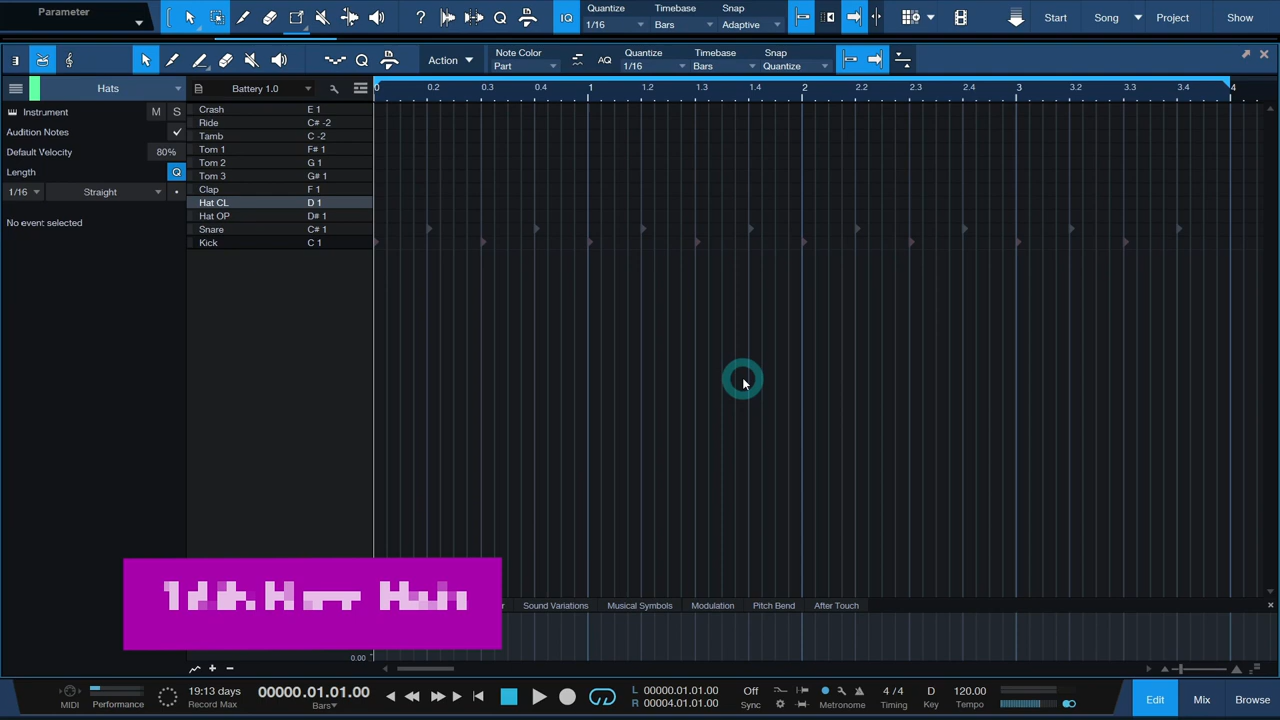 Parameter
? IQ Quantize Timebase Snap Start Song Project Show
1/16 Bars Adaptive
Action Note Color AQ Quantize Timebase Snap
Part 1/16 Bars Quantize
Hats Battery 1.0 0 0.2 0.3 0.4 1 1.2 1.3 1.4 2 2.2 2.3 2.4 3 3.2 3.3 3.4 4
Instrument M S Crash E 1
Ride C# -2
Audition Notes Tamb C -2
Default Velocity 80% Tom 1 F# 1
Tom 2 G 1
Length Q Tom 3 G# 1
1/16 Straight Clap F 1
Hat CL D 1
Hat OP D# 1
No event selected Snare C# 1
Kick C 1
Sound Variations Musical Symbols Modulation Pitch Bend After Touch
0.00
MIDI Performance 19:13 days 00000.01.01.00 L 00000.01.01.00 Off 4 / 4 D 120.00 Edit Mix Browse
Record Max Bars R 00004.01.01.00 Sync Metronome Timing Key Tempo